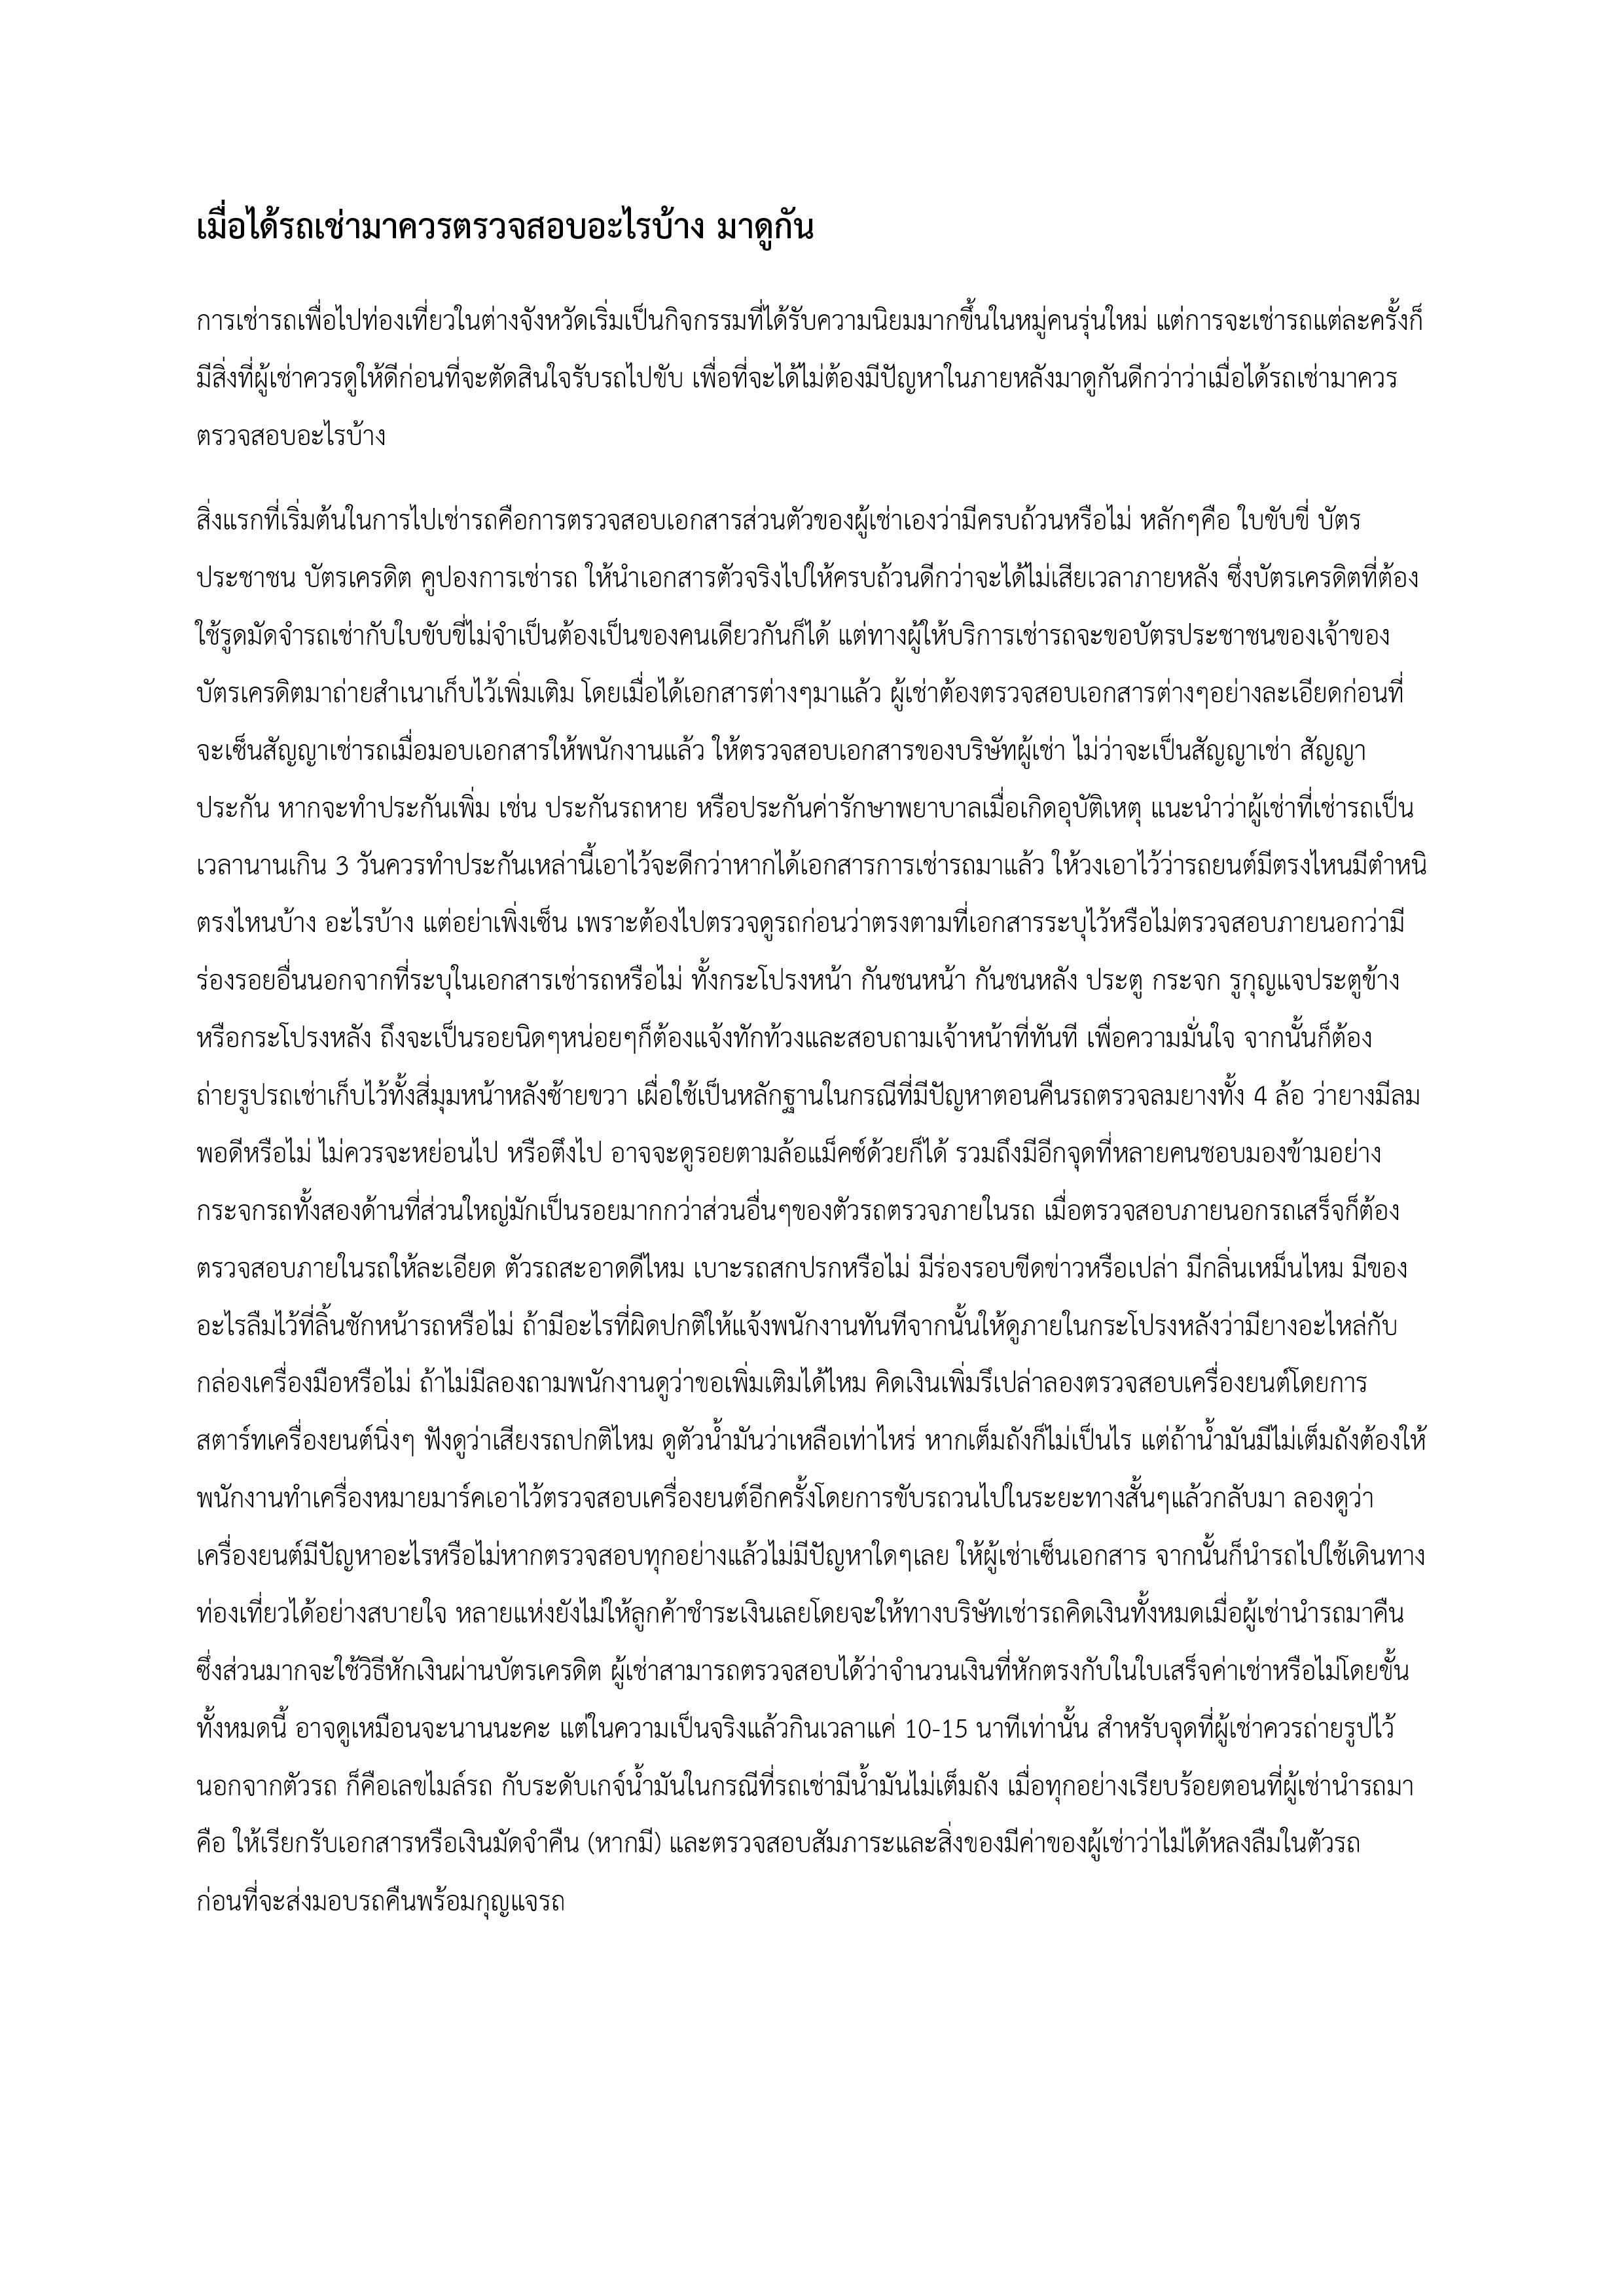 เมื่อได้รถเช่ามาควรตรวจสอบอะไรบ้าง มาดูกัน
การเช่ารถเพื่อไปท่องเที่ยวในต่างจังหวัดเริ่มเป็นกิจกรรมที่ได้รับความนิยมมากขึ้นในหมู่คนรุ่นใหม่ แต่การจะเช่ารถแต่ละครั้งก็
มีสิ่งที่ผู้เช่าควรดูให้ดีก่อนที่จะตัดสินใจรับรถไปขับ เพื่อที่จะได้ไม่ต้องมีปัญหาในภายหลังมาดูกันดีกว่าว่าเมื่อได้รถเช่ามาควร
ตรวจสอบอะไรบ้าง
สิ่งแรกที่เริ่มต้นในการไปเช่ารถคือการตรวจสอบเอกสารส่วนตัวของผู้เช่าเองว่ามีครบถ้วนหรือไม่ หลักๆคือ ใบขับขี่ บัตร
ประชาชน บัตรเครดิต คูปองการเช่ารถ ให้นำเอกสารตัวจริงไปให้ครบถ้วนดีกว่าจะได้ไม่เสียเวลาภายหลัง ซึ่งบัตรเครดิตที่ต้อง
ใช้รูดมัดจำรถเช่ากับใบขับขี่ไม่จำเป็นต้องเป็นของคนเดียวกันก็ได้ แต่ทางผู้ให้บริการเช่ารถจะขอบัตรประชาชนของเจ้าของ
บัตรเครดิตมาถ่ายสำเนาเก็บไว้เพิ่มเติม โดยเมื่อได้เอกสารต่างๆมาแล้ว ผู้เช่าต้องตรวจสอบเอกสารต่างๆอย่างละเอียดก่อนที่
จะเซ็นสัญญาเช่ารถเมื่อมอบเอกสารให้พนักงานแล้ว ให้ตรวจสอบเอกสารของบริษัทผู้เช่า ไม่ว่าจะเป็นสัญญาเช่า สัญญา
ประกัน หากจะทำประกันเพิ่ม เช่น ประกันรถหาย หรือประกันค่ารักษาพยาบาลเมื่อเกิดอุบัติเหตุ แนะนำว่าผู้เช่าที่เช่ารถเป็น
เวลานานเกิน 3 วันควรทำประกันเหล่านี้เอาไว้จะดีกว่าหากได้เอกสารการเช่ารถมาแล้ว ให้วงเอาไว้ว่ารถยนต์มีตรงไหนมีตำหนิ
ตรงไหนบ้าง อะไรบ้าง แต่อย่าเพิ่งเซ็น เพราะต้องไปตรวจดูรถก่อนว่าตรงตามที่เอกสารระบุไว้หรือไม่ตรวจสอบภายนอกว่ามี
ร่องรอยอื่นนอกจากที่ระบุในเอกสารเช่ารถหรือไม่ ทั้งกระโปรงหน้า กันชนหน้า กันชนหลัง ประตู กระจก รูกุญแจประตูข้าง
หรือกระโปรงหลัง ถึงจะเป็นรอยนิดๆหน่อยๆก็ต้องแจ้งทักท้วงและสอบถามเจ้าหน้าที่ทันที เพื่อความมั่นใจ จากนั้นก็ต้อง
ถ่ายรูปรถเช่าเก็บไว้ทั้งสี่มุมหน้าหลังซ้ายขวา เผื่อใช้เป็นหลักฐานในกรณีที่มีปัญหาตอนคืนรถตรวจลมยางทั้ง 4 ล้อ ว่ายางมีลม
พอดีหรือไม่ ไม่ควรจะหย่อนไป หรือตึงไป อาจจะดูรอยตามล้อแม็คซ์ด้วยก็ได้ รวมถึงมีอีกจุดที่หลายคนชอบมองข้ามอย่าง
กระจกรถทั้งสองด้านที่ส่วนใหญ่มักเป็นรอยมากกว่าส่วนอื่นๆของตัวรถตรวจภายในรถ เมื่อตรวจสอบภายนอกรถเสร็จก็ต้อง
ตรวจสอบภายในรถให้ละเอียด ตัวรถสะอาดดีไหม เบาะรถสกปรกหรือไม่ มีร่องรอบขีดข่าวหรือเปล่า มีกลิ่นเหม็นไหม มีของ
อะไรลืมไว้ที่ลิ้นชักหน้ารถหรือไม่ ถ้ามีอะไรที่ผิดปกติให้แจ้งพนักงานทันทีจากนั้นให้ดูภายในกระโปรงหลังว่ามียางอะไหล่กับ
กล่องเครื่องมือหรือไม่ ถ้าไม่มีลองถามพนักงานดูว่าขอเพิ่มเติมได้ไหม คิดเงินเพิ่มรึเปล่าลองตรวจสอบเครื่องยนต์โดยการ
สตาร์ทเครื่องยนต์นิ่งๆ ฟังดูว่าเสียงรถปกติไหม ดูตัวน้ำมันว่าเหลือเท่าไหร่ หากเต็มถังก็ไม่เป็นไร แต่ถ้าน้ำมันมีไม่เต็มถังต้องให้
พนักงานทำเครื่องหมายมาร์คเอาไว้ตรวจสอบเครื่องยนต์อีกครั้งโดยการขับรถวนไปในระยะทางสั้นๆแล้วกลับมา ลองดูว่า
เครื่องยนต์มีปัญหาอะไรหรือไม่หากตรวจสอบทุกอย่างแล้วไม่มีปัญหาใดๆเลย ให้ผู้เช่าเซ็นเอกสาร จากนั้นก็นำรถไปใช้เดินทาง
ท่องเที่ยวได้อย่างสบายใจ หลายแห่งยังไม่ให้ลูกค้าชำระเงินเลยโดยจะให้ทางบริษัทเช่ารถคิดเงินทั้งหมดเมื่อผู้เช่านำรถมาคืน
ซึ่งส่วนมากจะใช้วิธีหักเงินผ่านบัตรเครดิต ผู้เช่าสามารถตรวจสอบได้ว่าจำนวนเงินที่หักตรงกับในใบเสร็จค่าเช่าหรือไม่โดยขั้น
ทั้งหมดนี้ อาจดูเหมือนจะนานนะคะ แต่ในความเป็นจริงแล้วกินเวลาแค่ 10-15 นาทีเท่านั้น สำหรับจุดที่ผู้เช่าควรถ่ายรูปไว้
นอกจากตัวรถ ก็คือเลขไมล์รถ กับระดับเกจ์น้ำมันในกรณีที่รถเช่ามีน้ำมันไม่เต็มถัง เมื่อทุกอย่างเรียบร้อยตอนที่ผู้เช่านำรถมา
คือ ให้เรียกรับเอกสารหรือเงินมัดจำคืน (หากมี) และตรวจสอบสัมภาระและสิ่งของมีค่าของผู้เช่าว่าไม่ได้หลงลืมในตัวรถ
ก่อนที่จะส่งมอบรถคืนพร้อมกุญแจรถ